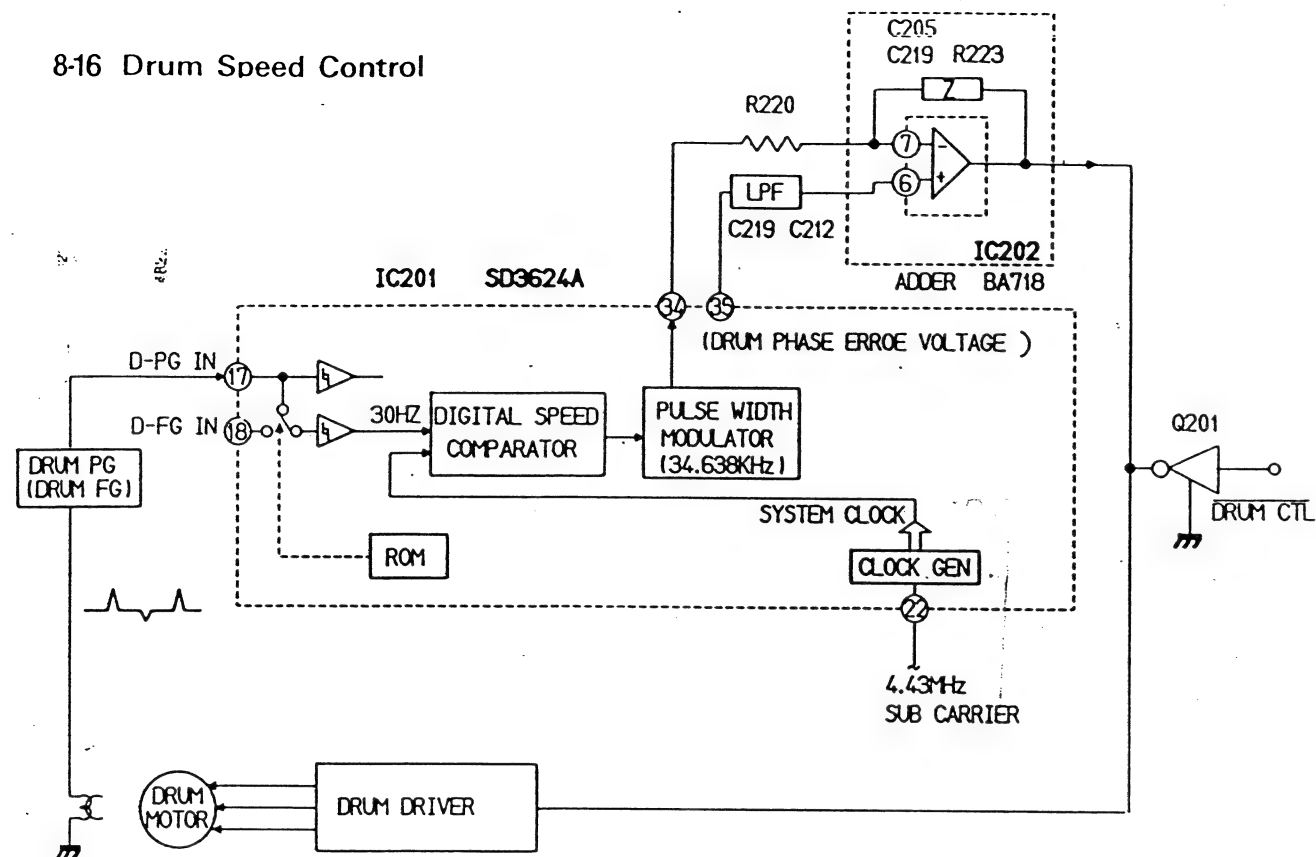 8-16 Drum Speed Control
C205
C219 R223
R220
Z
7
-
6
+
LPF
C219 C212
IC202
ADDER BA718
IC201 SD3624A
34
35
(DRUM PHASE ERROE VOLTAGE )
D-PG IN
17
D-FG IN
18
30HZ
DIGITAL SPEED
COMPARATOR
PULSE WIDTH
MODULATOR
(34.638KHz)
DRUM PG
(DRUM FG)
Q201
DRUM CTL
SYSTEM CLOCK
ROM
CLOCK GEN
22
4.43MHz
SUB CARRIER
DRUM
MOTOR
DRUM DRIVER